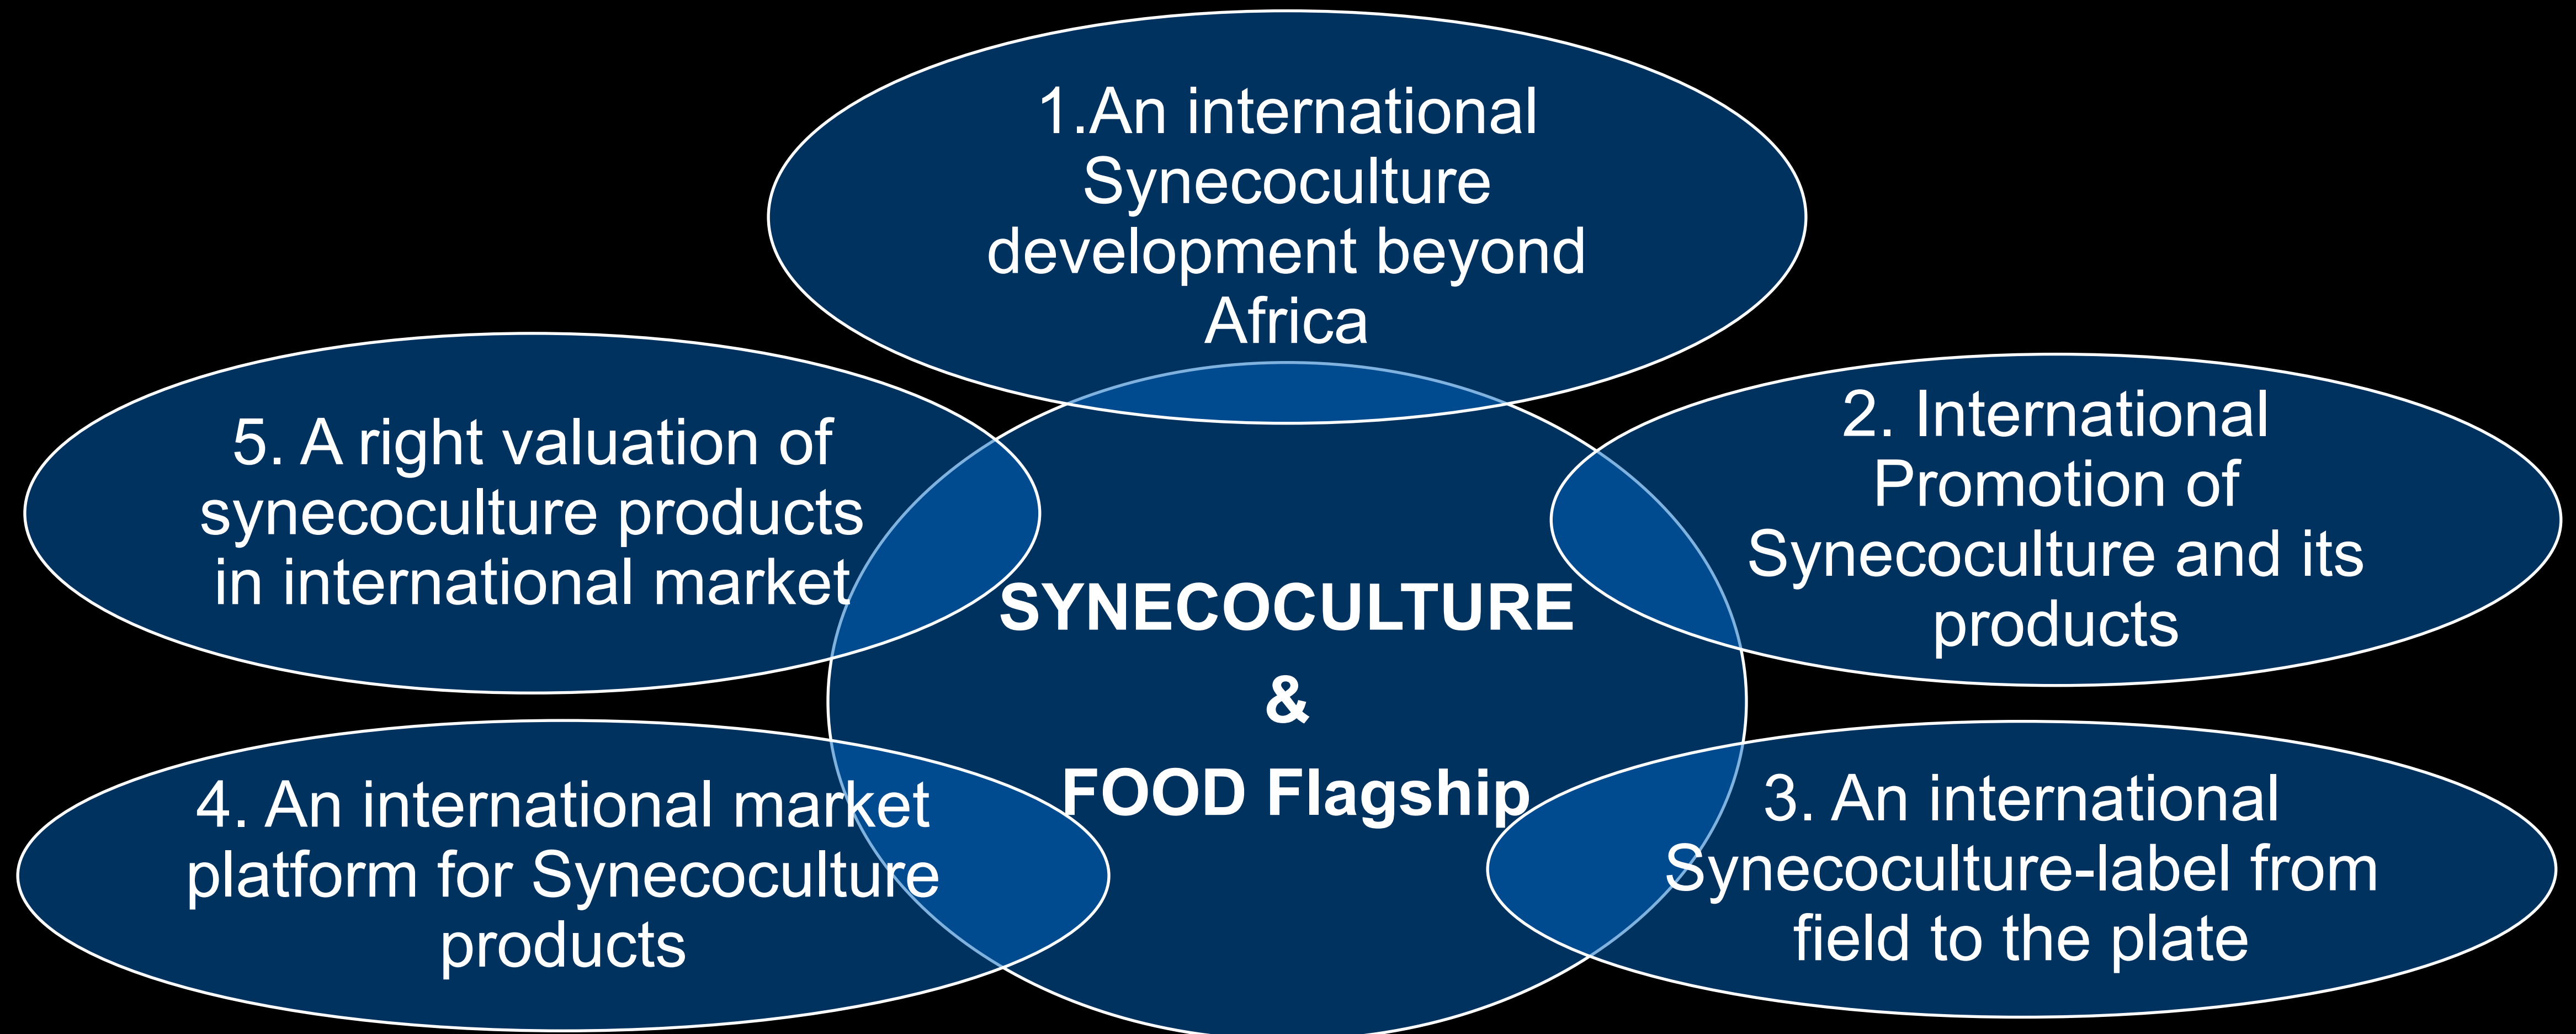 1.An international
Synecoculture
development beyond
Africa
2. International
Promotion of
Synecoculture and its
products
3. An international
Synecoculture-label from
field to the plate
4. An international market
platform for Synecoculture
products
5. A right valuation of
synecoculture products
in international market
SYNECOCULTURE
&
FOOD Flagship